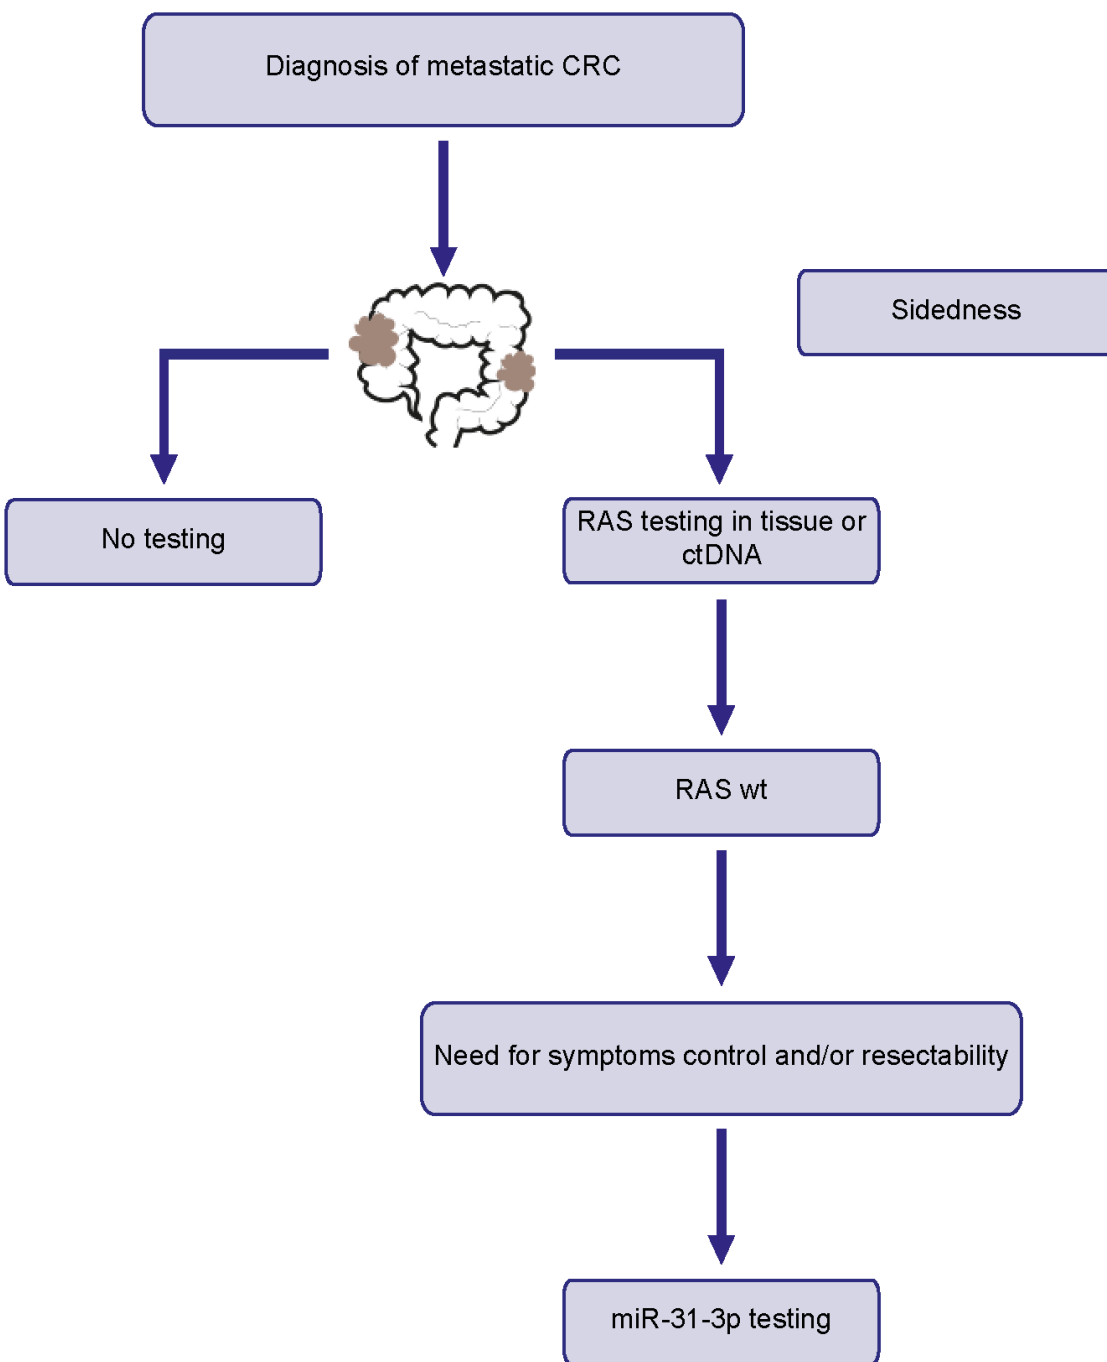 Diagnosis of metastatic CRC
Sidedness
No testing
RAS testing in tissue or
ctDNA
RAS wt
Need for symptoms control and/or resectability
miR-31-3p testing